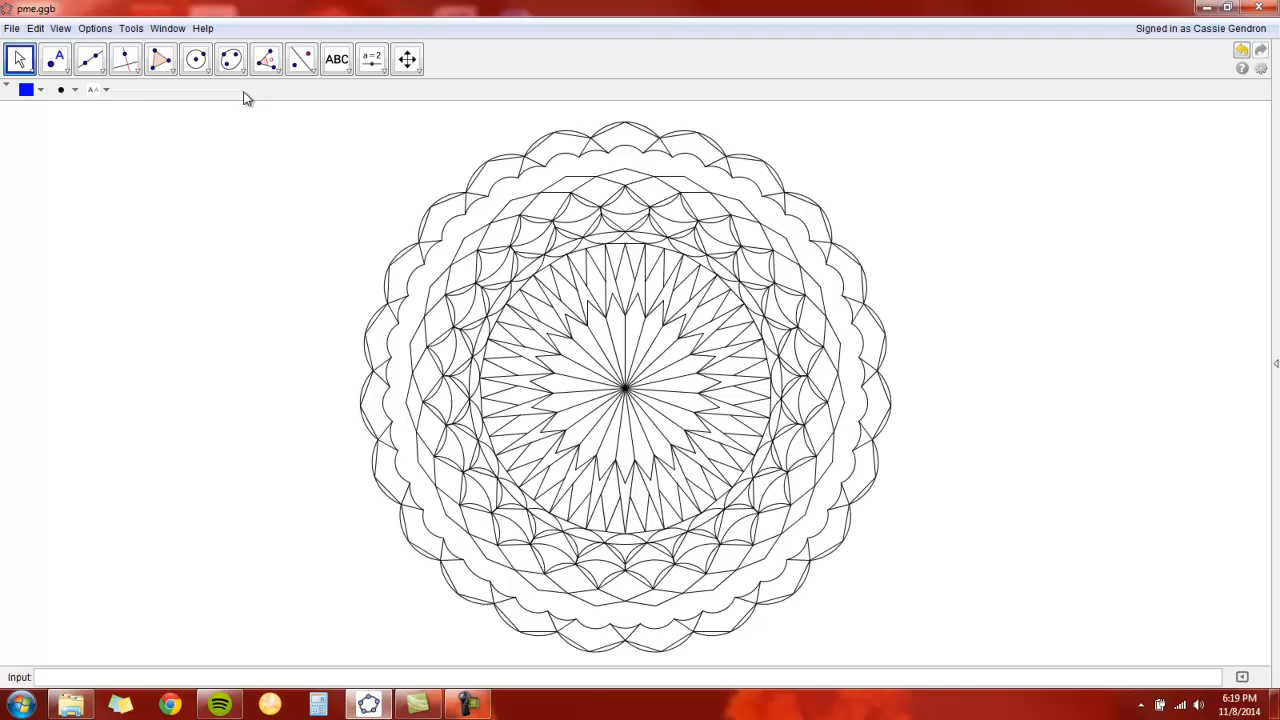 pme.ggb
File Edit View Options Tools Window Help
Signed in as Cassie Gendron
A
α
ABC
a=2
A A
Input:
6:19 PM
11/8/2014